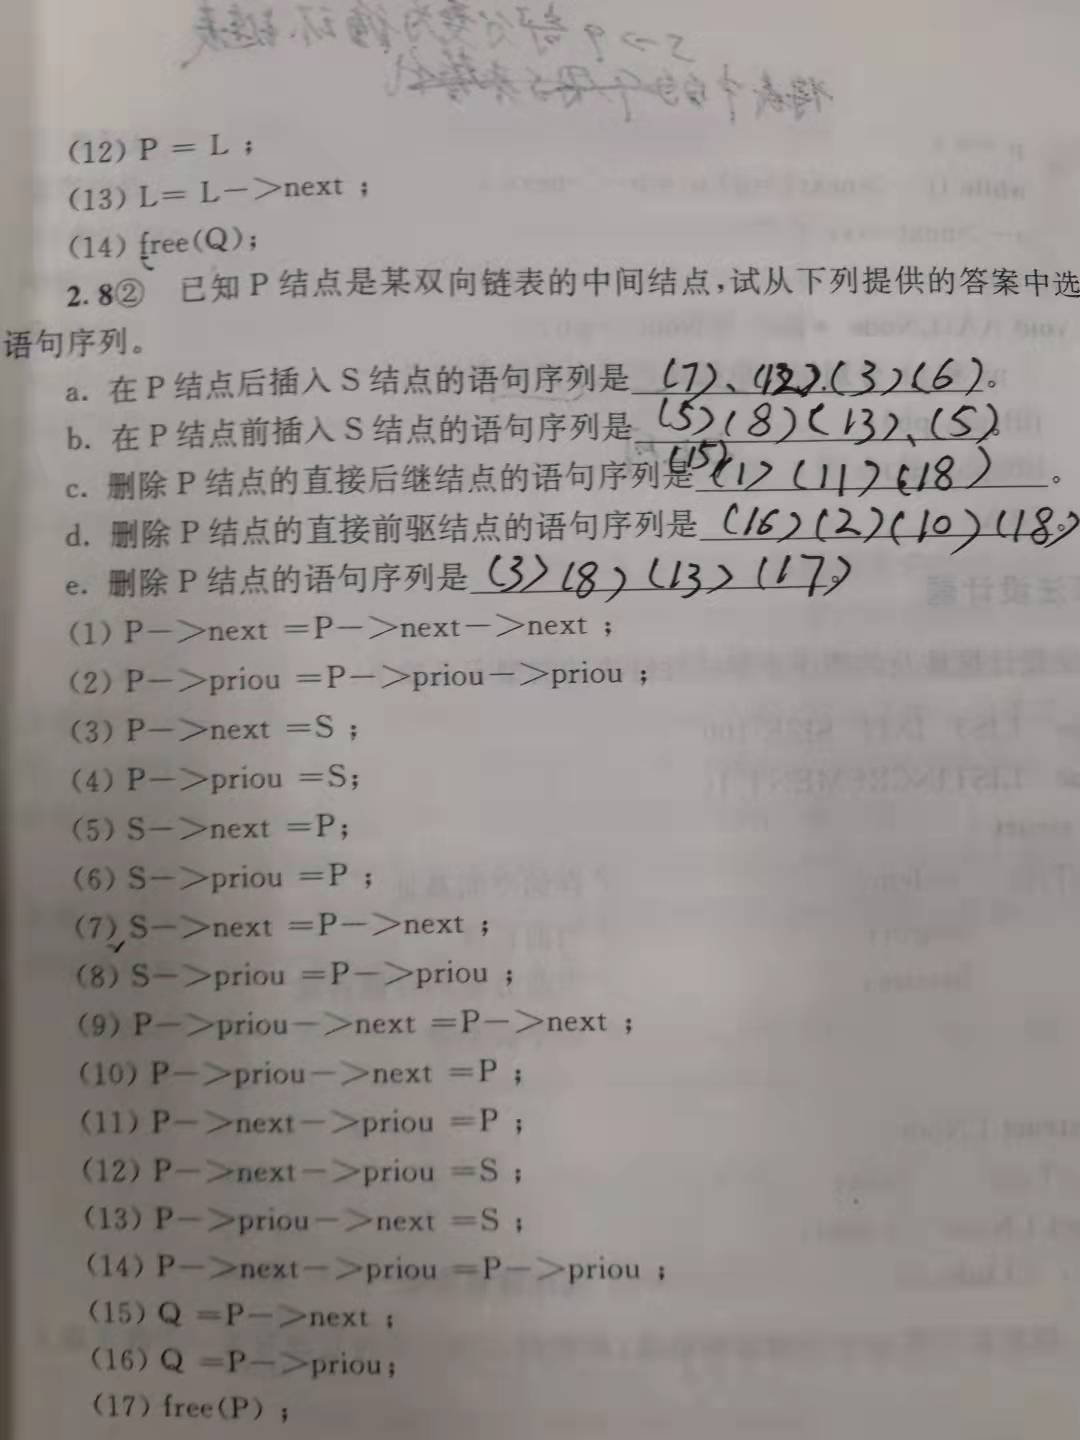 (12) P = L ;
(13) L= L—>next ;
(14) free(Q);
2.8② 已知 P 结点是某双向链表的中间结点,试从下列提供的答案中选
语句序列。
a. 在 P 结点后插入 S 结点的语句序列是 (7)、(12).(3)(6)。
b. 在 P 结点前插入 S 结点的语句序列是 (5)(8)(13)、(5)。
c. 删除 P 结点的直接后继结点的语句序列是 (15)(1)(11)(18) 。
d. 删除 P 结点的直接前驱结点的语句序列是 (16)(2)(10)(18)。
e. 删除 P 结点的语句序列是 (3)(8)(13)(17)。
(1) P—>next =P—>next—>next ;
(2) P—>priou =P—>priou—>priou ;
(3) P—>next =S ;
(4) P—>priou =S;
(5) S—>next =P;
(6) S—>priou =P ;
(7) S—>next =P—>next ;
(8) S—>priou =P—>priou ;
(9) P—>priou—>next =P—>next ;
(10) P—>priou—>next =P ;
(11) P—>next—>priou =P ;
(12) P—>next—>priou =S ;
(13) P—>priou—>next =S ;
(14) P—>next—>priou =P—>priou ;
(15) Q =P—>next ;
(16) Q =P—>priou;
(17) free(P) ;